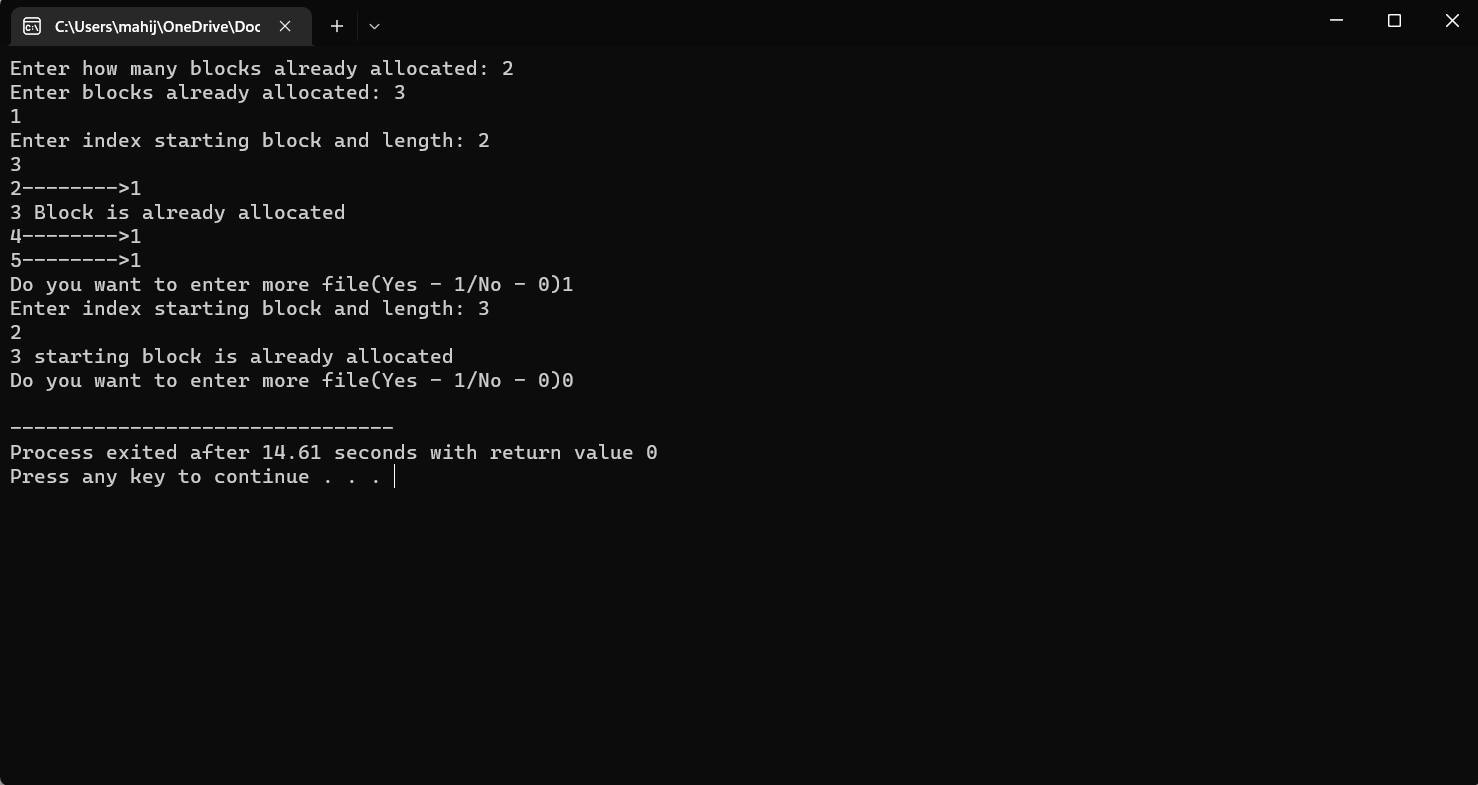 C:\Users\mahij\OneDrive\Doc
Enter how many blocks already allocated: 2
Enter blocks already allocated: 3
1
Enter index starting block and length: 2
3
2-------->1
3 Block is already allocated
4-------->1
5-------->1
Do you want to enter more file(Yes - 1/No - 0)1
Enter index starting block and length: 3
2
3 starting block is already allocated
Do you want to enter more file(Yes - 1/No - 0)0
--------------------------------
Process exited after 14.61 seconds with return value 0
Press any key to continue . . .